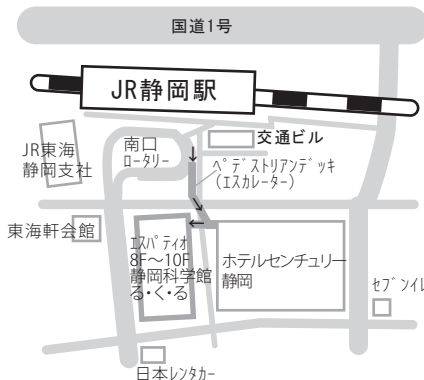 国道1号
JR静岡駅
交通ビル
南口
ロータリー
JR東海
静岡支社
ペデストリアンデッキ
(エスカレーター)
東海軒会館
エスパティオ
8F〜10F
静岡科学館
る・く・る
ホテルセンチュリー
静岡
セブンイレ
日本レンタカー